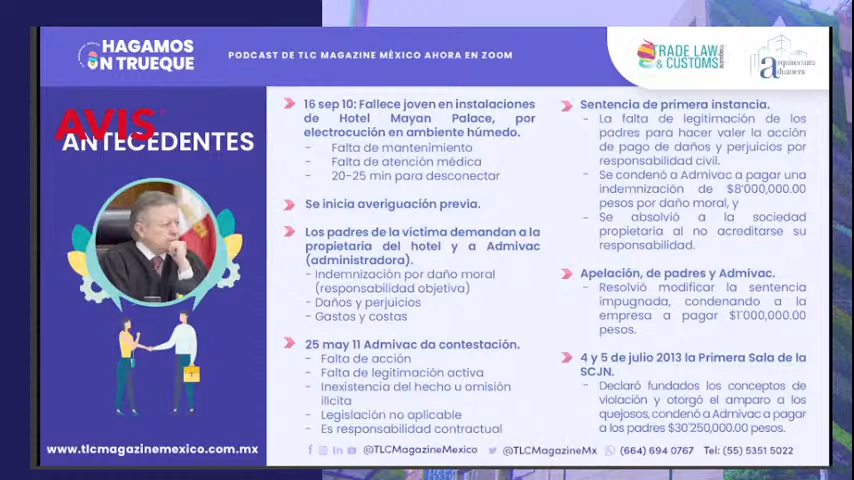 HAGAMOS
UN TRUEQUE
PODCAST DE TLC MAGAZINE MÉXICO AHORA EN ZOOM
TRADE LAW
& CUSTOMS
arquitectura
aduanera
AVIS
ANTECEDENTES
16 sep 10: Fallece joven en instalaciones
de Hotel Mayan Palace, por
electrocución en ambiente húmedo.
- Falta de mantenimiento
- Falta de atención médica
- 20-25 min para desconectar
Se inicia averiguación previa.
Los padres de la víctima demandan a la
propietaria del hotel y a Admivac
(administradora).
- Indemnización por daño moral
(responsabilidad objetiva)
- Daños y perjuicios
- Gastos y costas
25 may 11 Admivac da contestación.
- Falta de acción
- Falta de legitimación activa
- Inexistencia del hecho u omisión
ilícita
- Legislación no aplicable
- Es responsabilidad contractual
Sentencia de primera instancia.
- La falta de legitimación de los
padres para hacer valer la acción
de pago de daños y perjuicios por
responsabilidad civil.
- Se condenó a Admivac a pagar una
indemnización de $8'000,000.00
pesos por daño moral, y
- Se absolvió a la sociedad
propietaria al no acreditarse su
responsabilidad.
Apelación, de padres y Admivac.
- Resolvió modificar la sentencia
impugnada, condenando a la
empresa a pagar $1'000,000.00
pesos.
4 y 5 de julio 2013 la Primera Sala de la
SCJN.
- Declaró fundados los conceptos de
violación y otorgó el amparo a los
quejosos, condenó a Admivac a pagar
a los padres $30'250,000.00 pesos.
www.tlcmagazinemexico.com.mx
@TLCMagazineMexico
@TLCMagazineMx
(664) 694 0767
Tel: (55) 5351 5022